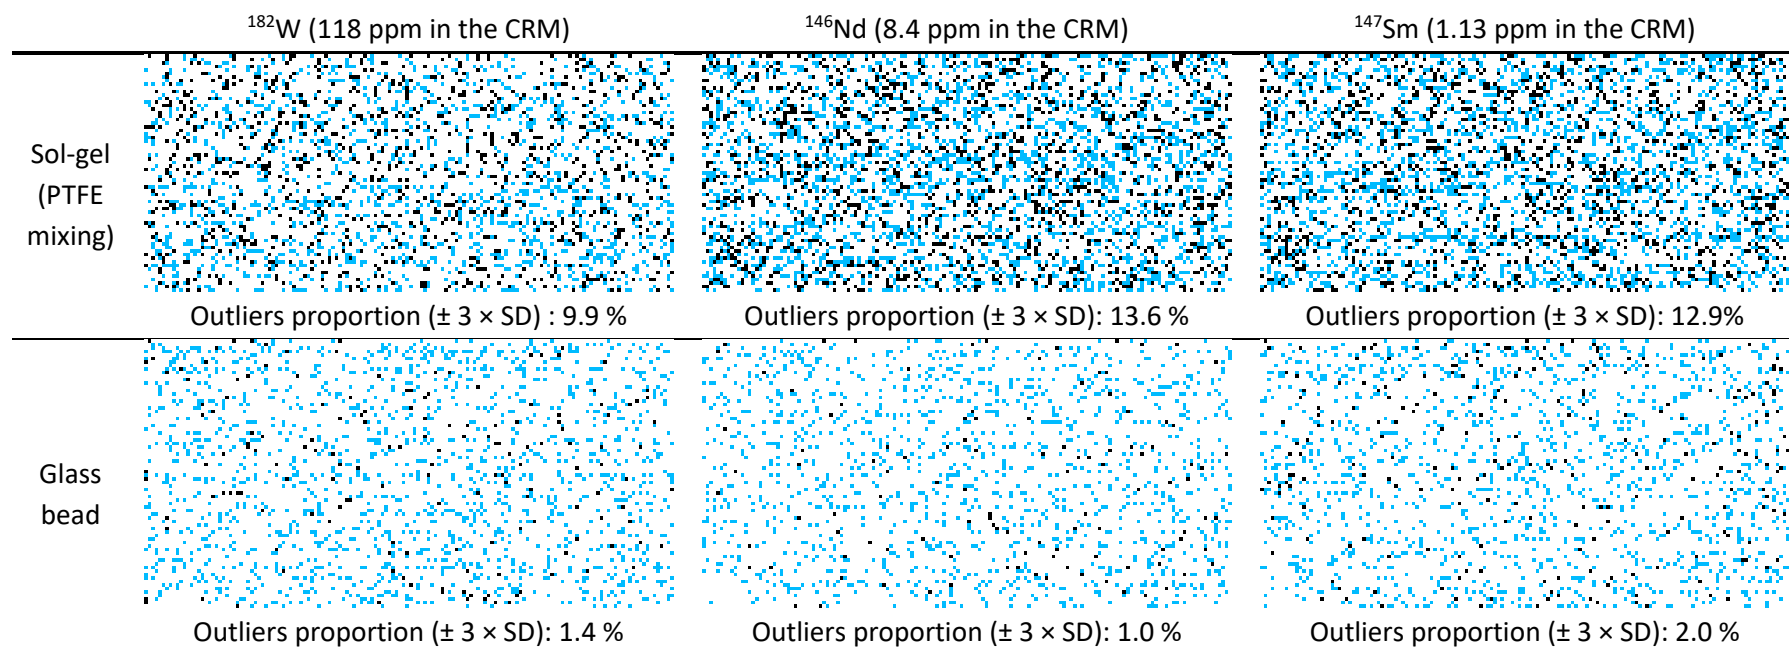 ¹⁸²W (118 ppm in the CRM)
¹⁴⁶Nd (8.4 ppm in the CRM)
¹⁴⁷Sm (1.13 ppm in the CRM)
Sol-gel
(PTFE
mixing)
Outliers proportion (± 3 × SD) : 9.9 %
Outliers proportion (± 3 × SD): 13.6 %
Outliers proportion (± 3 × SD): 12.9%
Glass
bead
Outliers proportion (± 3 × SD): 1.4 %
Outliers proportion (± 3 × SD): 1.0 %
Outliers proportion (± 3 × SD): 2.0 %